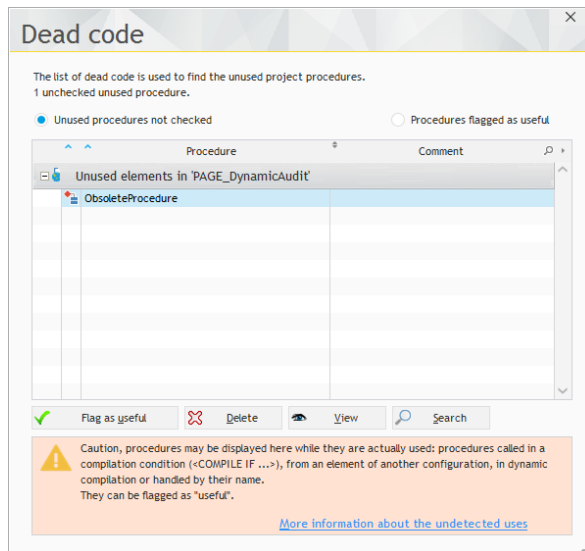 Dead code
The list of dead code is used to find the unused project procedures.
1 unchecked unused procedure.
Unused procedures not checked
Procedures flagged as useful
Procedure
Comment
Unused elements in 'PAGE_DynamicAudit'
ObsoleteProcedure
Flag as useful
Delete
View
Search
Caution, procedures may be displayed here while they are actually used: procedures called in a
compilation condition (<COMPILE IF ...>), from an element of another configuration, in dynamic
compilation or handled by their name.
They can be flagged as "useful".
More information about the undetected uses